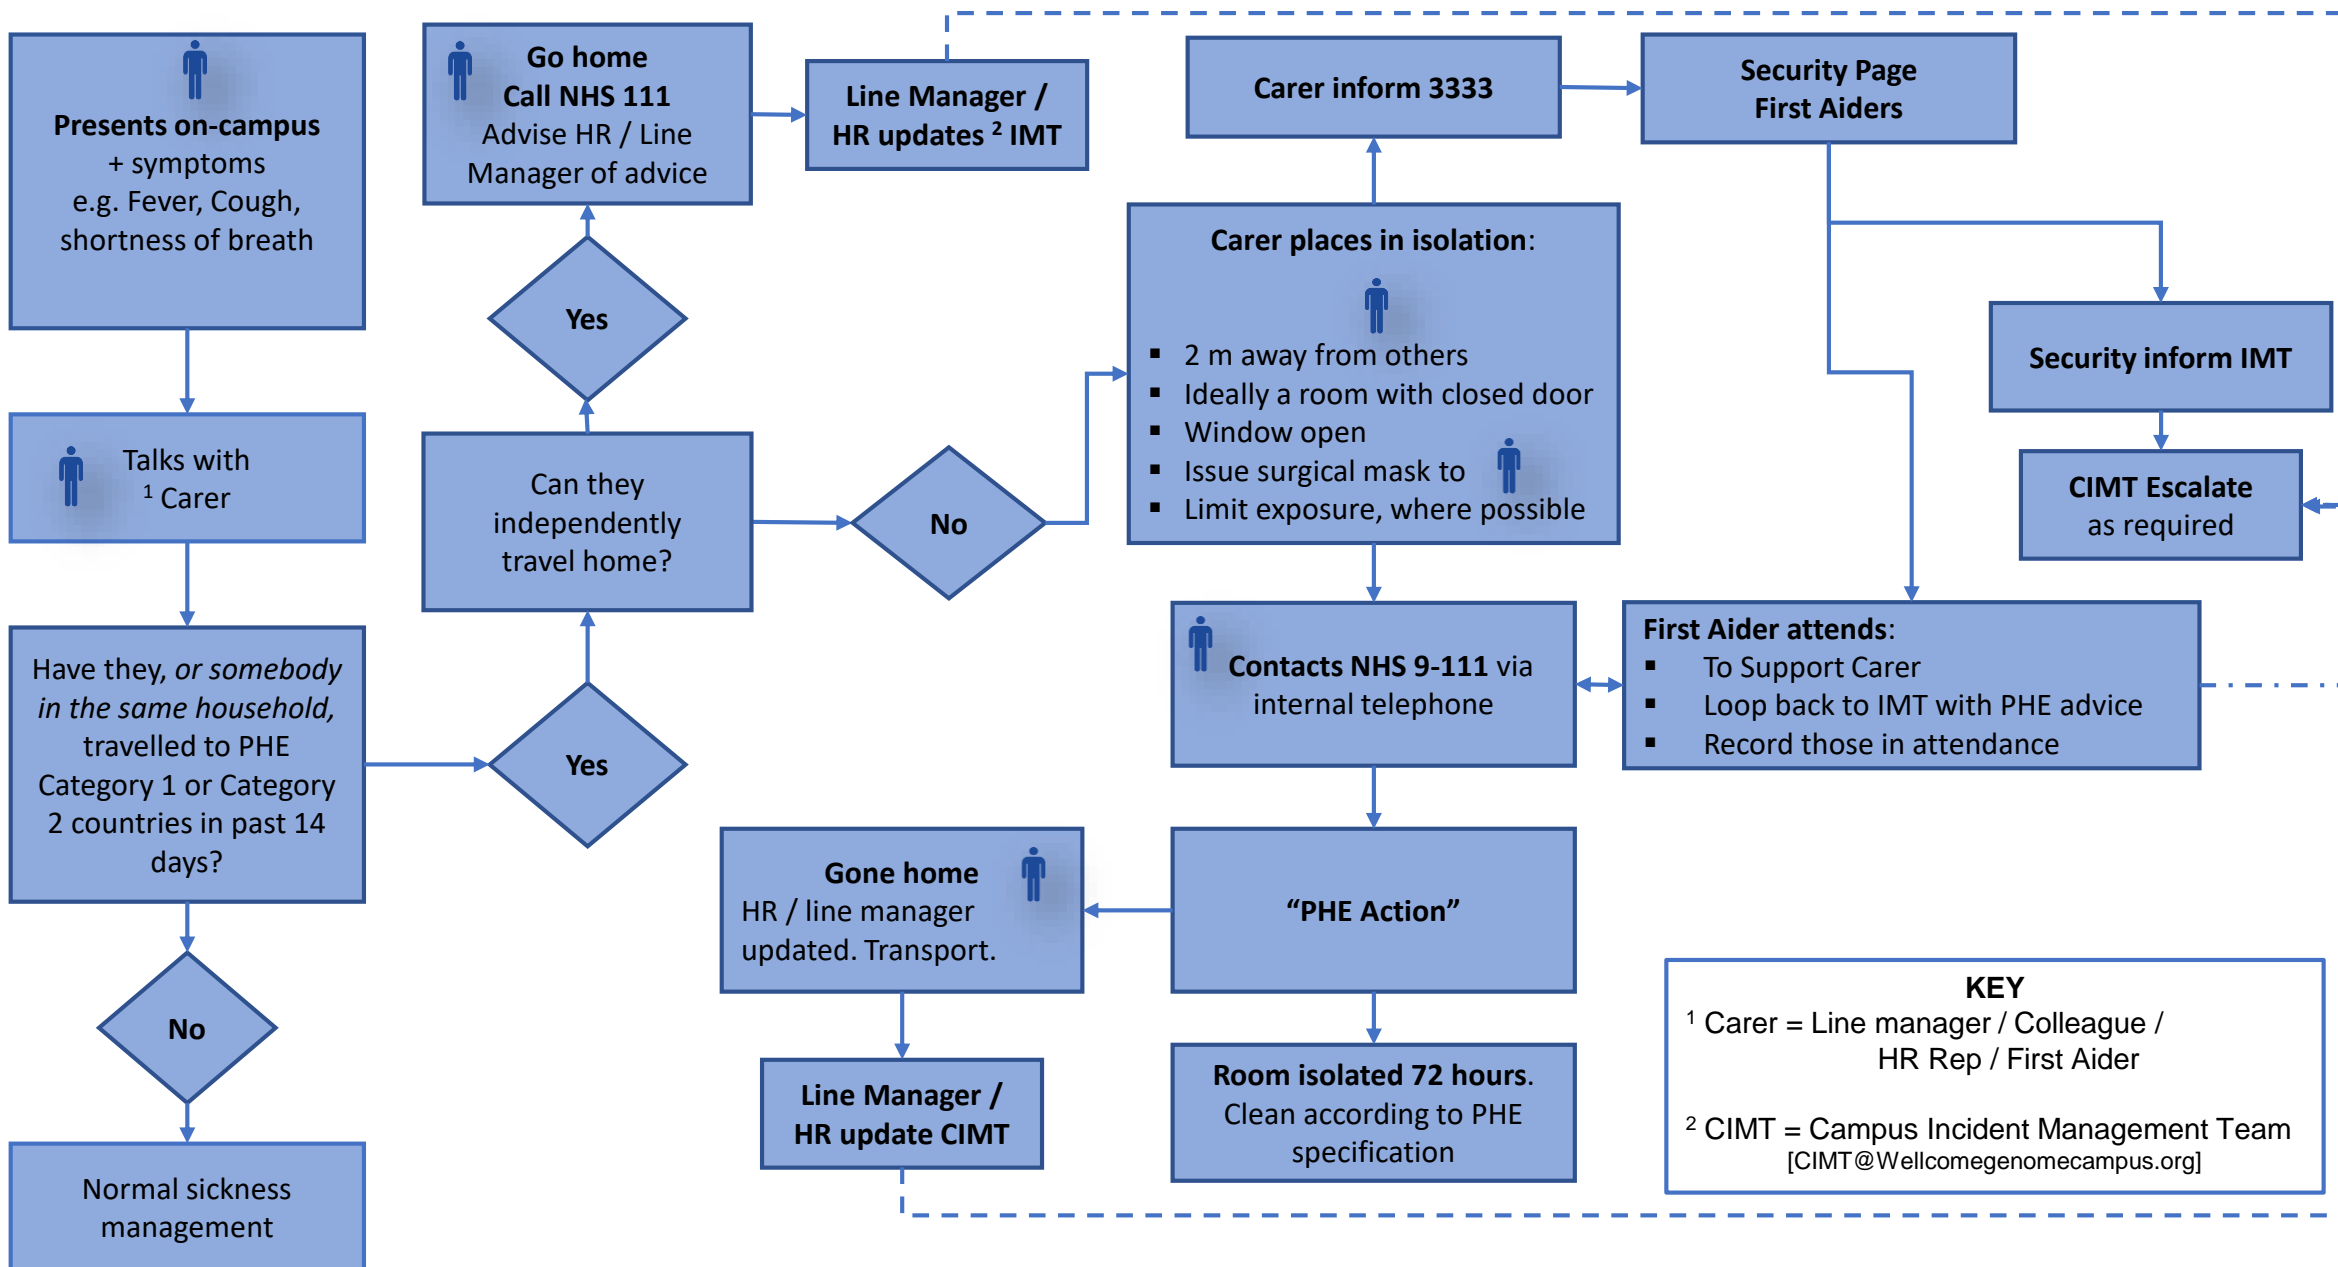 Presents on-campus
+ symptoms
e.g. Fever, Cough,
shortness of breath
Talks with
1 Carer
Have they, or somebody
in the same household,
travelled to PHE
Category 1 or Category
2 countries in past 14
days?
No
Normal sickness
management
Yes
Can they
independently
travel home?
Yes
Go home
Call NHS 111
Advise HR / Line
Manager of advice
Line Manager /
HR updates 2 IMT
No
Carer places in isolation:
▪ 2 m away from others
▪ Ideally a room with closed door
▪ Window open
▪ Issue surgical mask to
▪ Limit exposure, where possible
Carer inform 3333
Security Page
First Aiders
Security inform IMT
CIMT Escalate
as required
Contacts NHS 9-111 via
internal telephone
First Aider attends:
▪ To Support Carer
▪ Loop back to IMT with PHE advice
▪ Record those in attendance
“PHE Action”
Gone home
HR / line manager
updated. Transport.
Line Manager /
HR update CIMT
Room isolated 72 hours.
Clean according to PHE
specification
KEY
1 Carer = Line manager / Colleague /
HR Rep / First Aider
2 CIMT = Campus Incident Management Team
[CIMT@Wellcomegenomecampus.org]